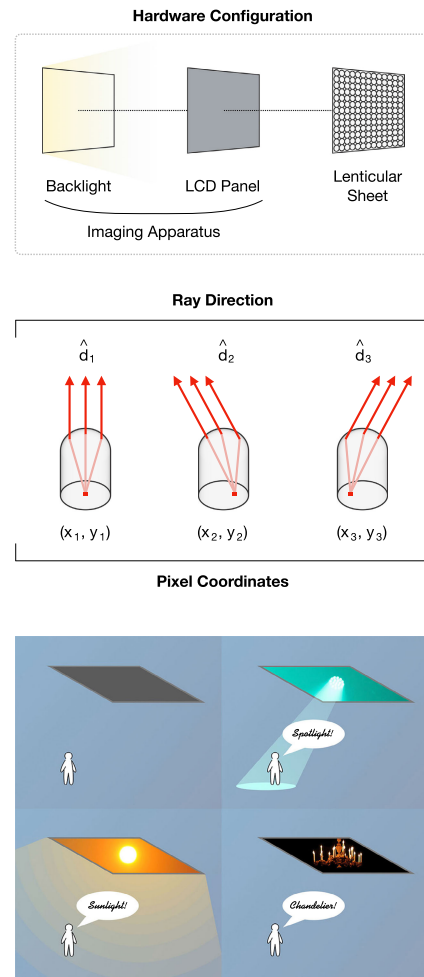 Hardware Configuration
Backlight
LCD Panel
Lenticular
Sheet
Imaging Apparatus
Ray Direction
d̂₁ d̂₂ d̂₃
(x₁, y₁) (x₂, y₂) (x₃, y₃)
Pixel Coordinates
Spotlight!
Sunlight!
Chandelier!